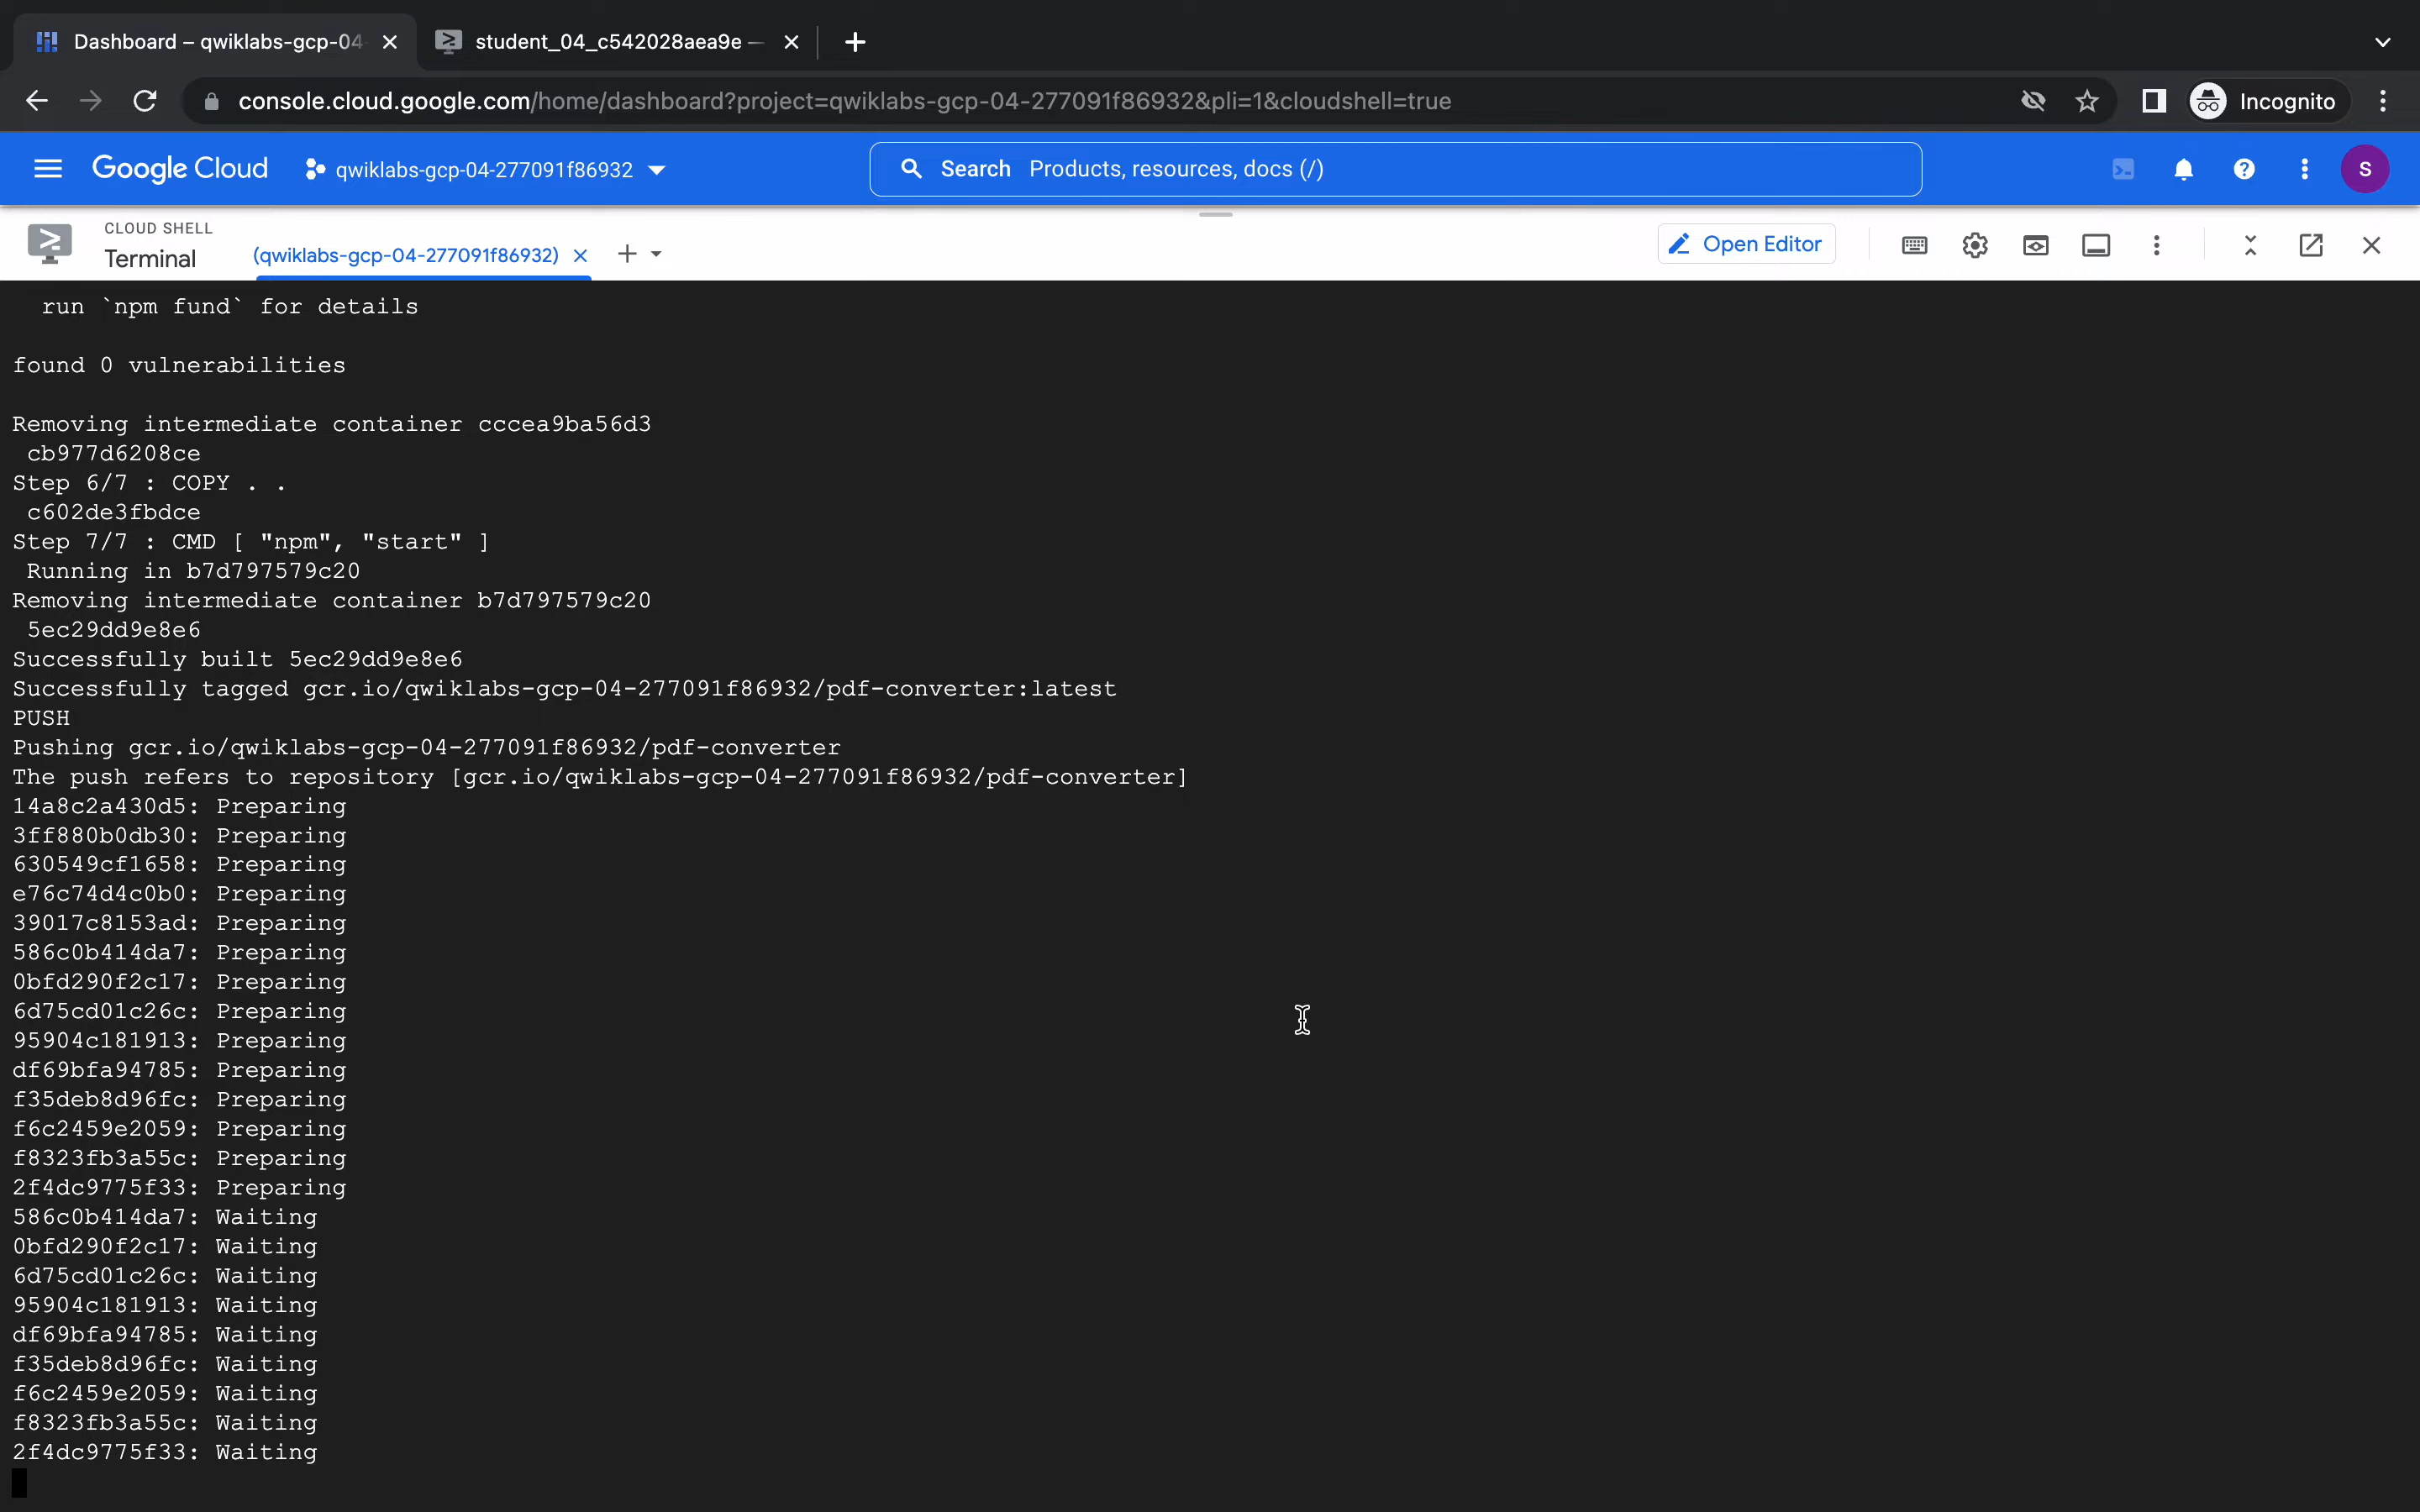 Dashboard – qwiklabs-gcp-04
student_04_c542028aea9e —
console.cloud.google.com/home/dashboard?project=qwiklabs-gcp-04-277091f86932&pli=1&cloudshell=true
Incognito
Google Cloud
qwiklabs-gcp-04-277091f86932
Search Products, resources, docs (/)
S
CLOUD SHELL
Terminal
(qwiklabs-gcp-04-277091f86932)
Open Editor
run `npm fund` for details
found 0 vulnerabilities
Removing intermediate container cccea9ba56d3
cb977d6208ce
Step 6/7 : COPY . .
c602de3fbdce
Step 7/7 : CMD [ "npm", "start" ]
Running in b7d797579c20
Removing intermediate container b7d797579c20
5ec29dd9e8e6
Successfully built 5ec29dd9e8e6
Successfully tagged gcr.io/qwiklabs-gcp-04-277091f86932/pdf-converter:latest
PUSH
Pushing gcr.io/qwiklabs-gcp-04-277091f86932/pdf-converter
The push refers to repository [gcr.io/qwiklabs-gcp-04-277091f86932/pdf-converter]
14a8c2a430d5: Preparing
3ff880b0db30: Preparing
630549cf1658: Preparing
e76c74d4c0b0: Preparing
39017c8153ad: Preparing
586c0b414da7: Preparing
0bfd290f2c17: Preparing
6d75cd01c26c: Preparing
95904c181913: Preparing
df69bfa94785: Preparing
f35deb8d96fc: Preparing
f6c2459e2059: Preparing
f8323fb3a55c: Preparing
2f4dc9775f33: Preparing
586c0b414da7: Waiting
0bfd290f2c17: Waiting
6d75cd01c26c: Waiting
95904c181913: Waiting
df69bfa94785: Waiting
f35deb8d96fc: Waiting
f6c2459e2059: Waiting
f8323fb3a55c: Waiting
2f4dc9775f33: Waiting